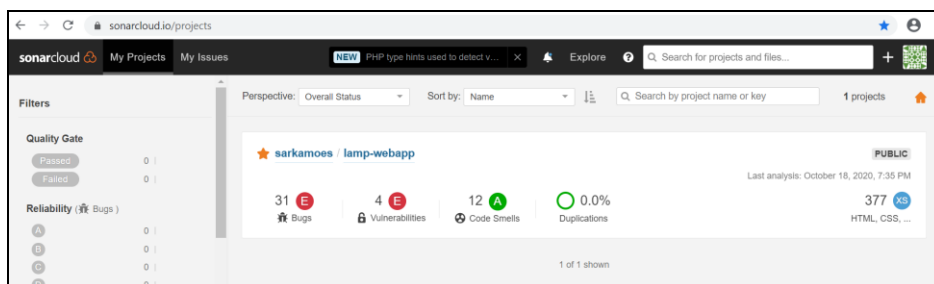 sonarcloud.io/projects
sonarcloud My Projects My Issues NEW PHP type hints used to detect v... × Explore ? Search for projects and files... +
Filters
Perspective: Overall Status Sort by: Name Search by project name or key 1 projects
Quality Gate
Passed 0
Failed 0
sarkamoes / lamp-webapp PUBLIC
Last analysis: October 18, 2020, 7:35 PM
Reliability ( Bugs )
31 E 4 E 12 A 0.0% 377 XS
Bugs Vulnerabilities Code Smells Duplications HTML, CSS, ...
A 0
B 0
C 0
D 0
1 of 1 shown